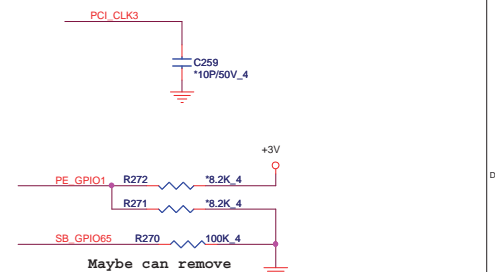 PCI_CLK3
C259
*10P/50V_4
+3V
PE_GPIO1 R272 *8.2K_4
R271 *8.2K_4
SB_GPIO65 R270 100K_4
Maybe can remove
D